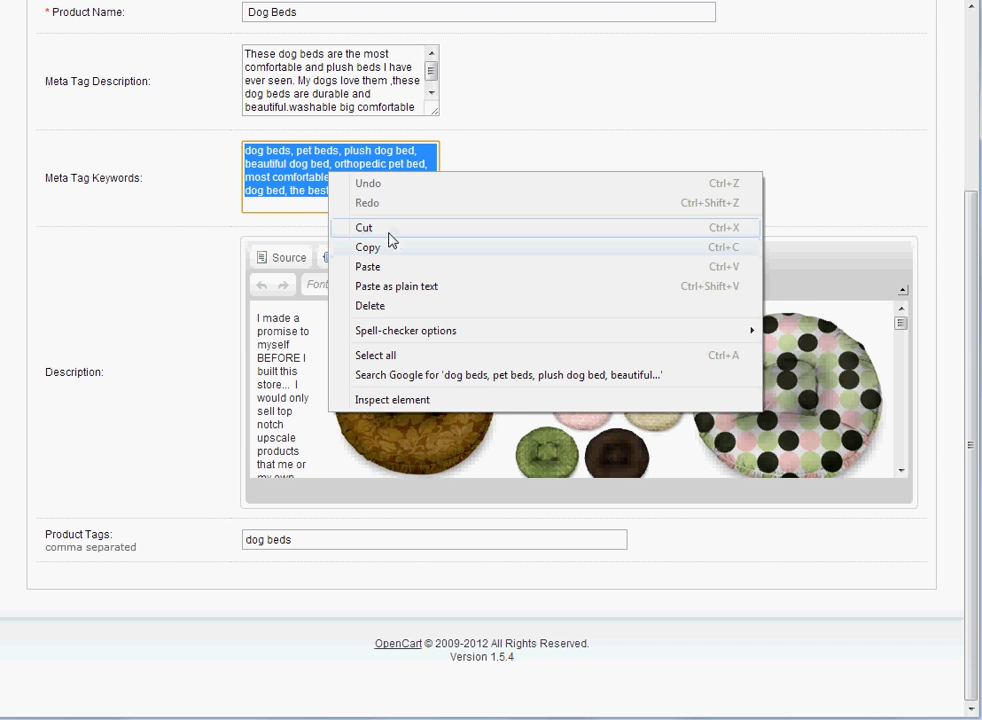 * Product Name:
Dog Beds
Meta Tag Description:
These dog beds are the most
comfortable and plush beds I have
ever seen. My dogs love them ,these
dog beds are durable and
beautiful.washable big comfortable
Meta Tag Keywords:
dog beds, pet beds, plush dog bed,
beautiful dog bed, orthopedic pet bed,
most comfortable
dog bed, the best
Undo Ctrl+Z
Redo Ctrl+Shift+Z
Cut Ctrl+X
Copy Ctrl+C
Paste Ctrl+V
Paste as plain text Ctrl+Shift+V
Delete
Spell-checker options
Select all Ctrl+A
Search Google for 'dog beds, pet beds, plush dog bed, beautiful...'
Inspect element
Description:
Source
Font
I made a
promise to
myself
BEFORE I
built this
store... I
would only
sell top
notch
upscale
products
that me or
my own
Product Tags:
comma separated
dog beds
OpenCart © 2009-2012 All Rights Reserved.
Version 1.5.4